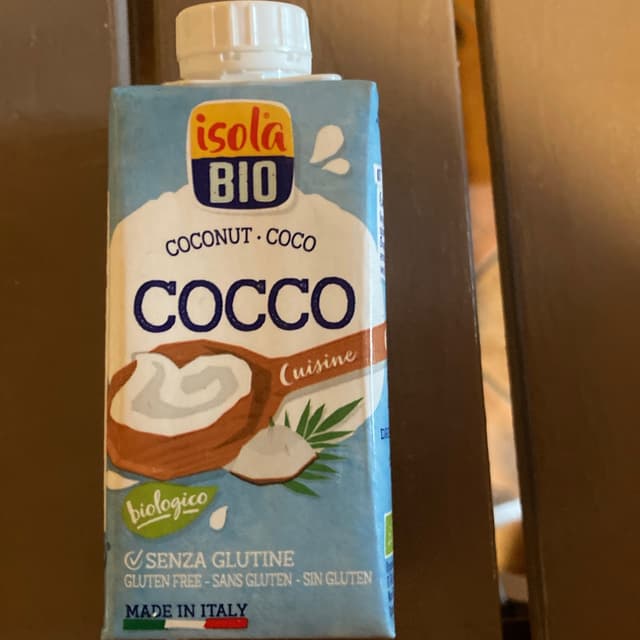 isola
BIO
COCONUT · COCO
COCCO
Cuisine
biologico
SENZA GLUTINE
GLUTEN FREE - SANS GLUTEN - SIN GLUTEN
MADE IN ITALY